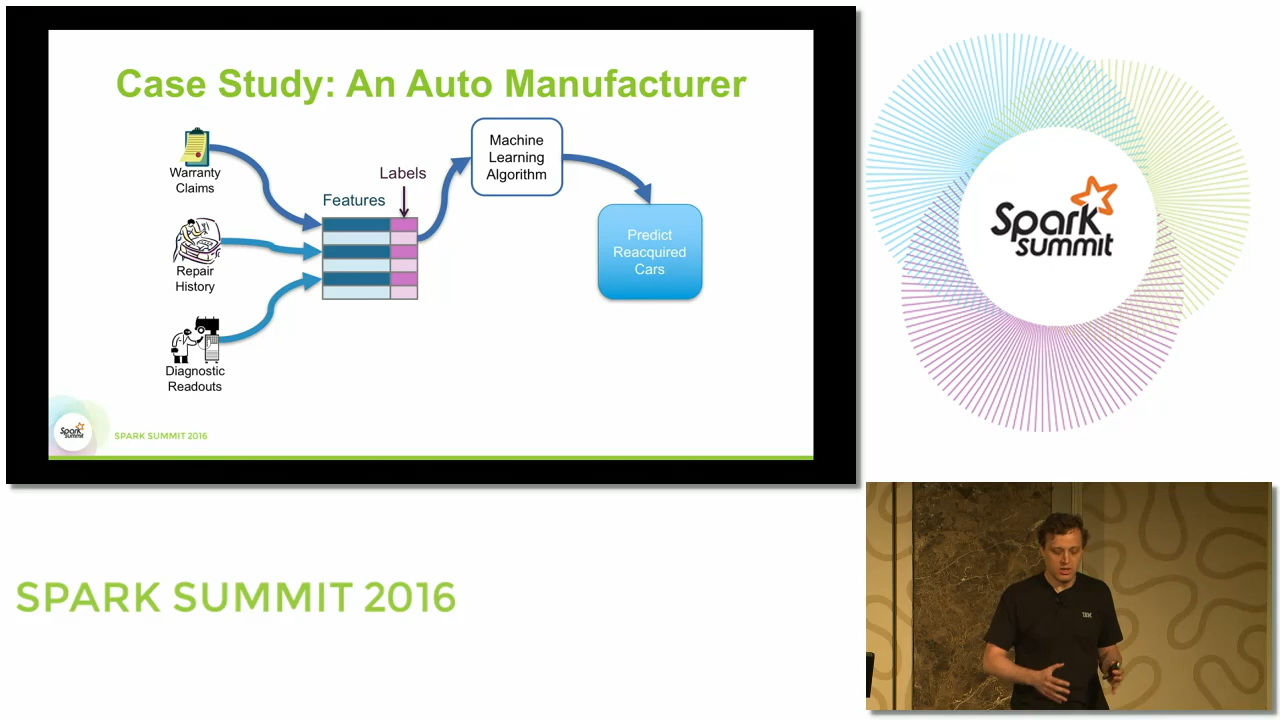 Case Study: An Auto Manufacturer
Warranty
Claims
Repair
History
Diagnostic
Readouts
Features
Labels
Machine
Learning
Algorithm
Predict
Reacquired
Cars
Spark
summit
SPARK SUMMIT 2016
Spark
summit
SPARK SUMMIT 2016
IBM